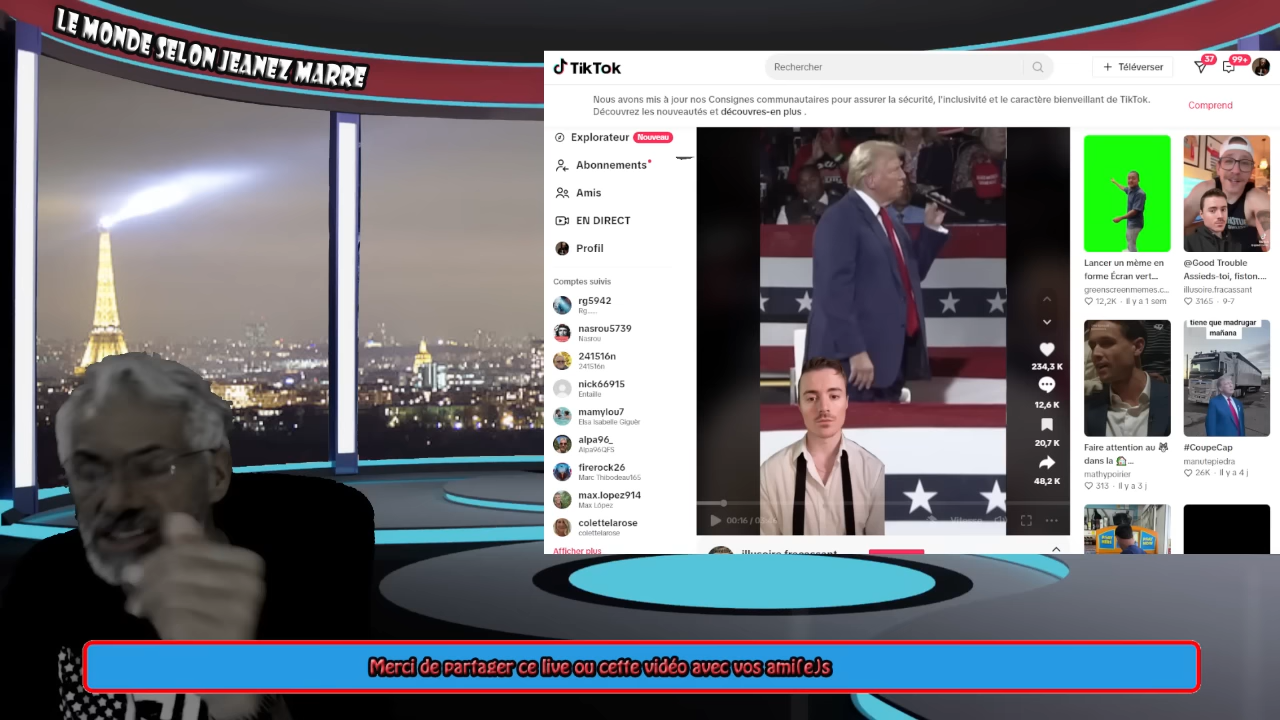 LE MONDE SELON JEANEZ MARRE
TikTok
Rechercher
Téléverser
37
99+
Nous avons mis à jour nos Consignes communautaires pour assurer la sécurité, l'inclusivité et le caractère bienveillant de TikTok.
Découvrez les nouveautés et découvres-en plus .
Comprend
Explorateur Nouveau
Abonnements
Amis
EN DIRECT
Profil
Comptes suivis
rg5942
Rg.....
nasrou5739
Nasrou
241516n
241516n
nick66915
Entaille
mamylou7
Elsa Isabelle Giguèr
alpa96_
Alpa96QFS
firerock26
Marc Thibodeau165
max.lopez914
Max López
colettelarose
colettelarose
Afficher plus
234,3 K
12,6 K
20,7 K
48,2 K
00:16
illusoire.fracassant
Lancer un mème en
forme Écran vert...
greenscreenmemes.c...
12,2K · Il y a 1 sem
@Good Trouble
Assieds-toi, fiston....
illusoire.fracassant
3165 · 9-7
Faire attention au
dans la ...
mathypoirier
313 · Il y a 3 j
tiene que madrugar
mañana
#CoupeCap
manutepiedra
26K · Il y a 4 j
Merci de partager ce live ou cette vidéo avec vos ami(e)s